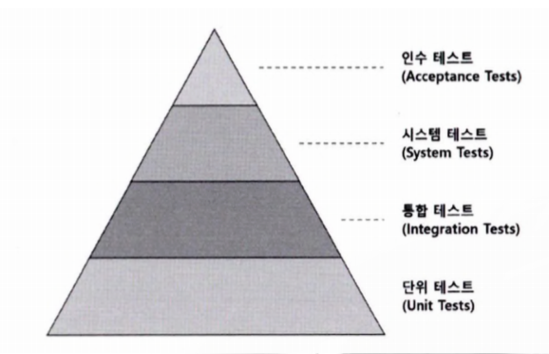 인수 테스트
(Acceptance Tests)
시스템 테스트
(System Tests)
통합 테스트
(Integration Tests)
단위 테스트
(Unit Tests)